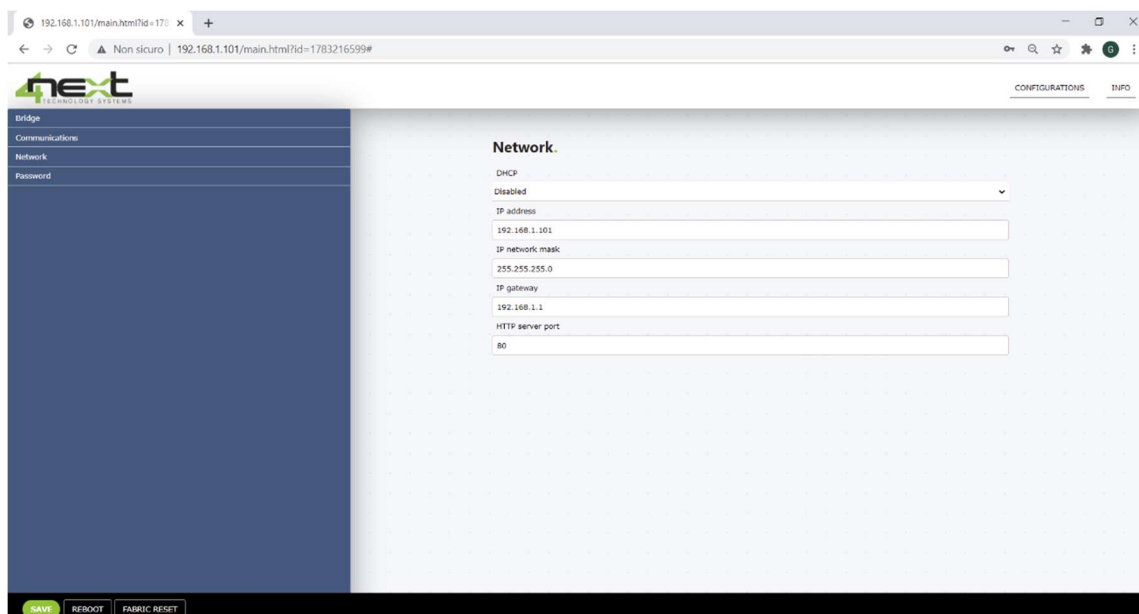 192.168.1.101/main.html?id=178
Non sicuro | 192.168.1.101/main.html?id=1783216599#
G
4next
TECHNOLOGY SYSTEMS
CONFIGURATIONS INFO
Bridge
Communications
Network
Password
Network.
DHCP
Disabled
IP address
192.168.1.101
IP network mask
255.255.255.0
IP gateway
192.168.1.1
HTTP server port
80
SAVE REBOOT FABRIC RESET